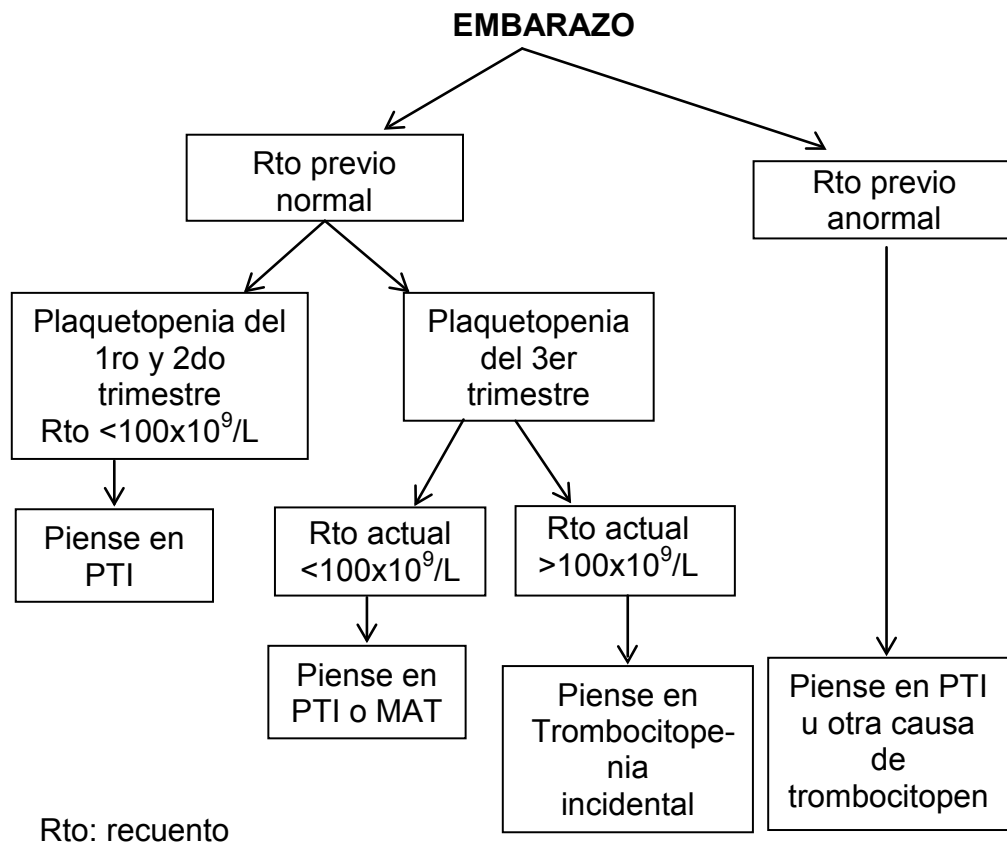 EMBARAZO
Rto previo
normal
Rto previo
anormal
Plaquetopenia del
1ro y 2do
trimestre
Rto <100x10⁹/L
Plaquetopenia
del 3er
trimestre
Piense en
PTI
Rto actual
<100x10⁹/L
Rto actual
>100x10⁹/L
Piense en
PTI o MAT
Piense en
Trombocitope-
nia
incidental
Piense en PTI
u otra causa
de
trombocitopen
Rto: recuento